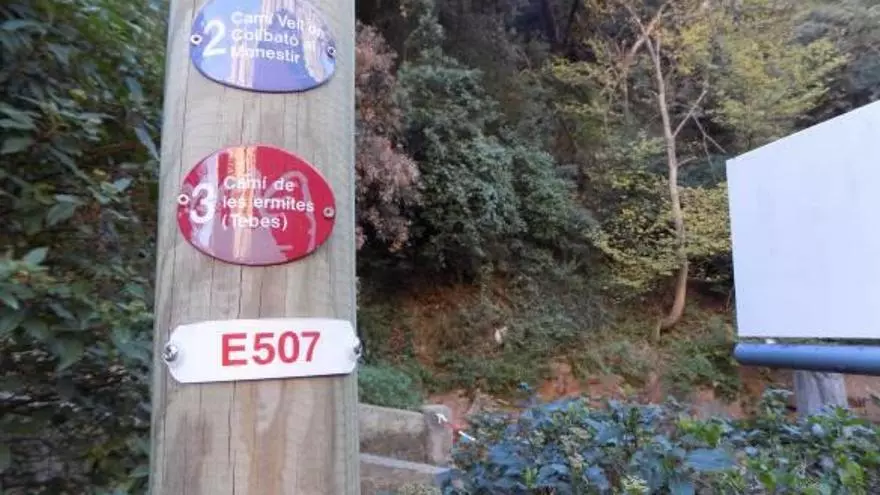 2
Camí Vell de
Collbató al
Monestir
3
Camí de
les ermites
(Tebes)
E507